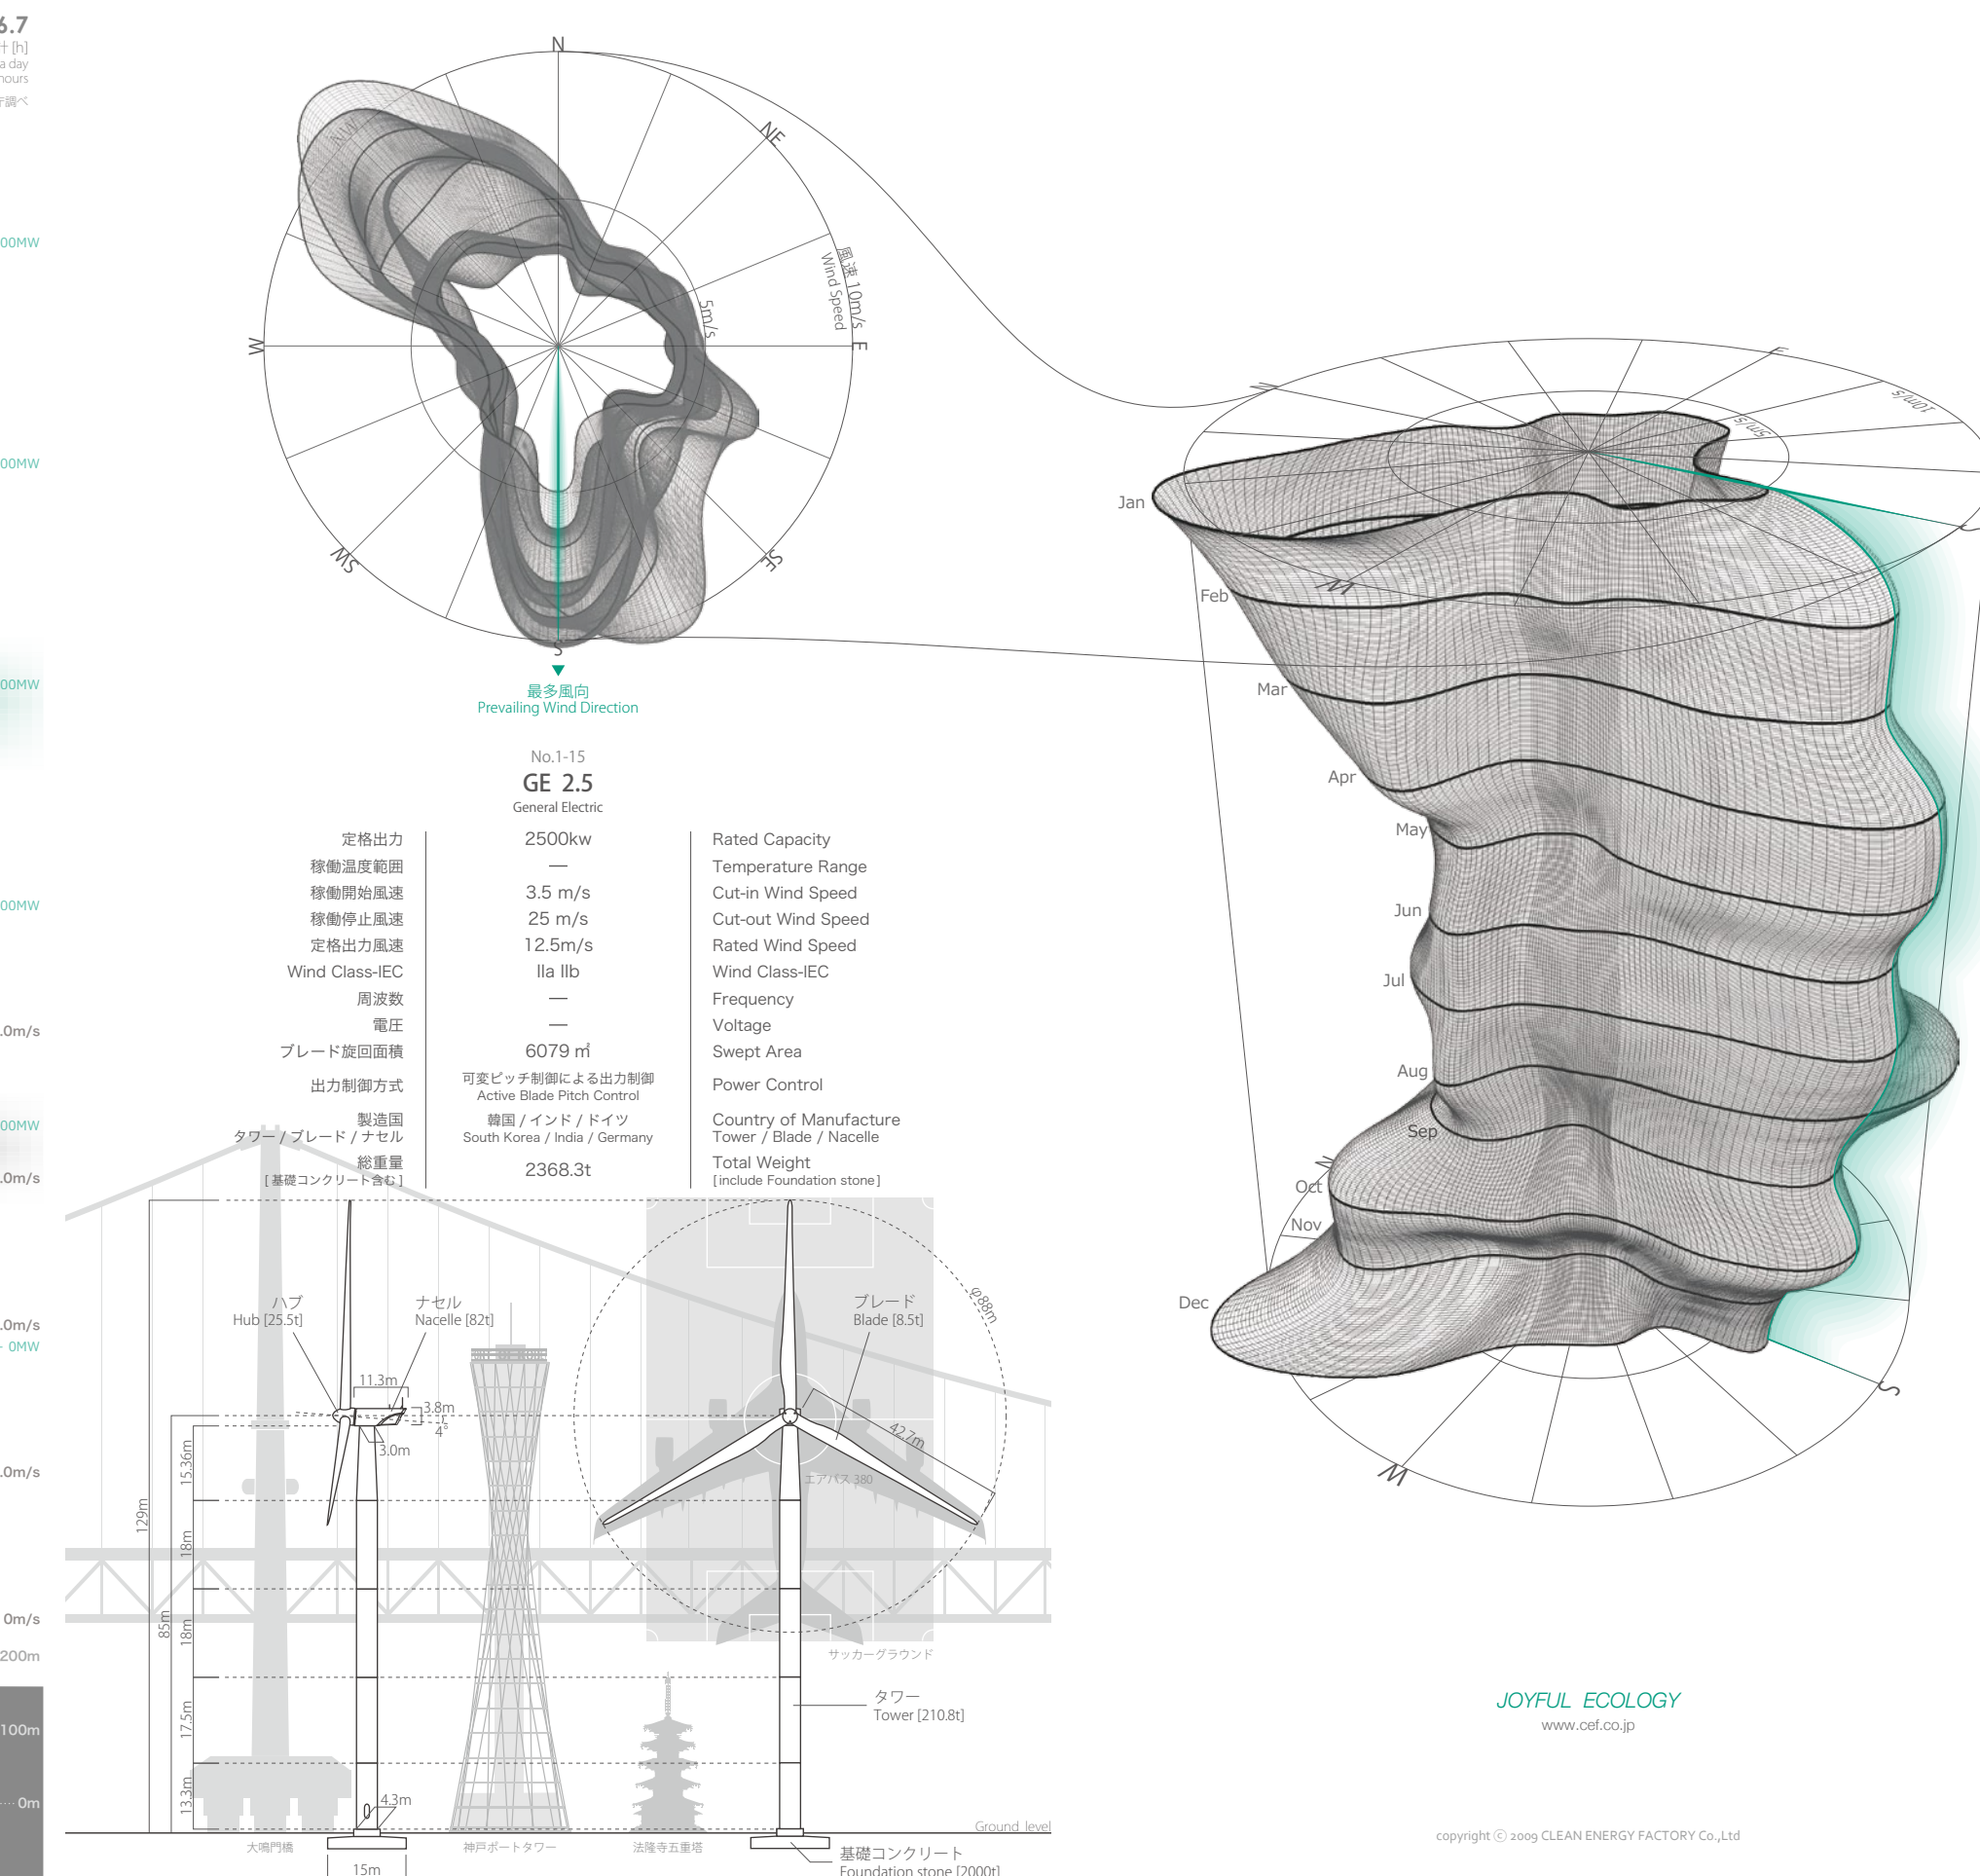 6.7
計 [h]
a day
hours
庁調べ
00MW
00MW
00MW
00MW
00MW
.0m/s
.0m/s
.0m/s
0MW
.0m/s
0m/s
200m
100m
0m
N
NE
E
SE
S
SW
W
NW
風速 10m/s
Wind Speed
5m/s
最多風向
Prevailing Wind Direction
No.1-15
GE 2.5
General Electric
定格出力 2500kw Rated Capacity
稼働温度範囲 — Temperature Range
稼働開始風速 3.5 m/s Cut-in Wind Speed
稼働停止風速 25 m/s Cut-out Wind Speed
定格出力風速 12.5m/s Rated Wind Speed
Wind Class-IEC IIa IIb Wind Class-IEC
周波数 — Frequency
電圧 — Voltage
ブレード旋回面積 6079 ㎡ Swept Area
出力制御方式 可変ピッチ制御による出力制御 Power Control
Active Blade Pitch Control
製造国 韓国 / インド / ドイツ Country of Manufacture
タワー / ブレード / ナセル South Korea / India / Germany Tower / Blade / Nacelle
総重量 2368.3t Total Weight
[ 基礎コンクリート含む ] [include Foundation stone]
ハブ
Hub [25.5t]
ナセル
Nacelle [82t]
ブレード
Blade [8.5t]
φ88m
11.3m
3.8m
4°
3.0m
42.7m
エアバス 380
129m
85m
15.36m
18m
18m
17.5m
13.3m
4.3m
15m
サッカーグラウンド
タワー
Tower [210.8t]
大鳴門橋
神戸ポートタワー
法隆寺五重塔
Ground level
基礎コンクリート
Foundation stone [2000t]
N
E
S
W
10m/s
5m/s
Jan
Feb
Mar
Apr
May
Jun
Jul
Aug
Sep
Oct
Nov
Dec
N
S
W
JOYFUL ECOLOGY
www.cef.co.jp
copyright ⓒ 2009 CLEAN ENERGY FACTORY Co.,Ltd